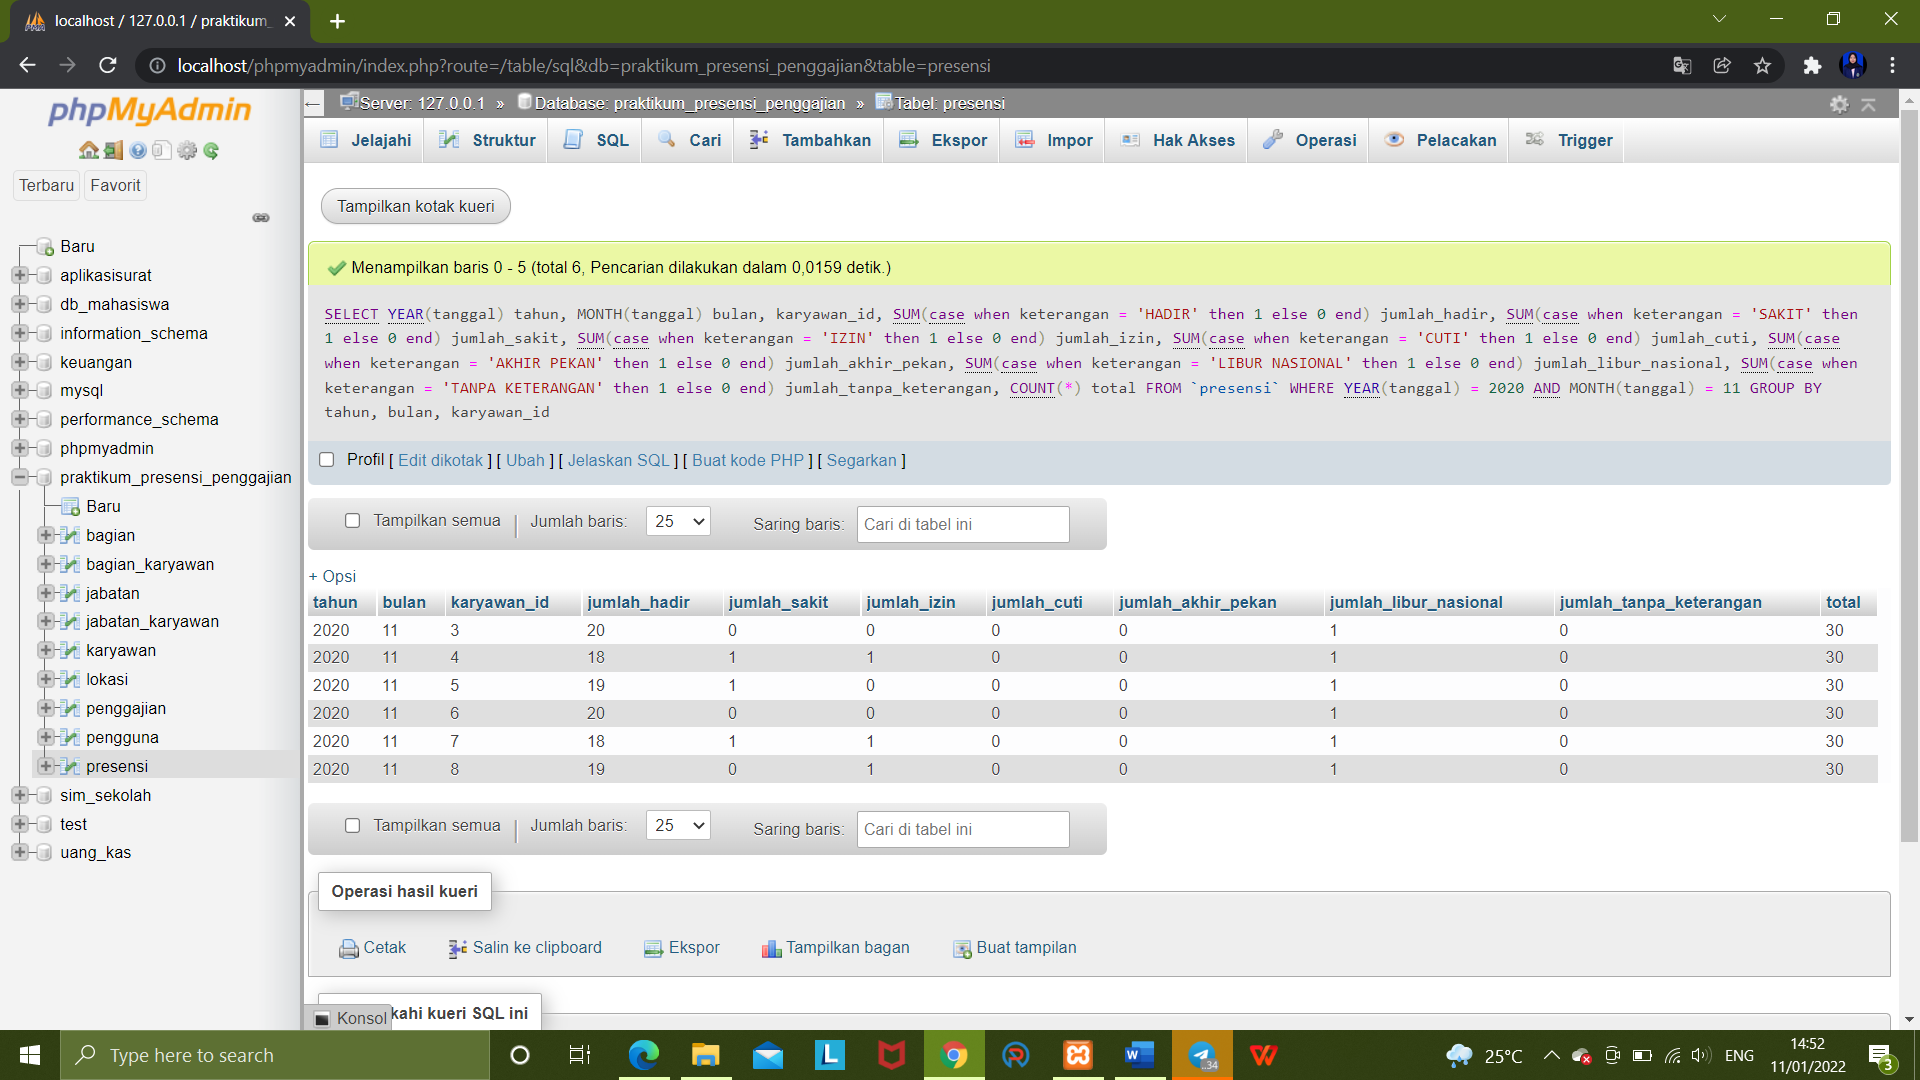 localhost / 127.0.0.1 / praktikum_
localhost/phpmyadmin/index.php?route=/table/sql&db=praktikum_presensi_penggajian&table=presensi
phpMyAdmin
Terbaru Favorit
Baru
aplikasisurat
db_mahasiswa
information_schema
keuangan
mysql
performance_schema
phpmyadmin
praktikum_presensi_penggajian
Baru
bagian
bagian_karyawan
jabatan
jabatan_karyawan
karyawan
lokasi
penggajian
pengguna
presensi
sim_sekolah
test
uang_kas
Server: 127.0.0.1 » Database: praktikum_presensi_penggajian » Tabel: presensi
Jelajahi Struktur SQL Cari Tambahkan Ekspor Impor Hak Akses Operasi Pelacakan Trigger
Tampilkan kotak kueri
Menampilkan baris 0 - 5 (total 6, Pencarian dilakukan dalam 0,0159 detik.)
SELECT YEAR(tanggal) tahun, MONTH(tanggal) bulan, karyawan_id, SUM(case when keterangan = 'HADIR' then 1 else 0 end) jumlah_hadir, SUM(case when keterangan = 'SAKIT' then
1 else 0 end) jumlah_sakit, SUM(case when keterangan = 'IZIN' then 1 else 0 end) jumlah_izin, SUM(case when keterangan = 'CUTI' then 1 else 0 end) jumlah_cuti, SUM(case
when keterangan = 'AKHIR PEKAN' then 1 else 0 end) jumlah_akhir_pekan, SUM(case when keterangan = 'LIBUR NASIONAL' then 1 else 0 end) jumlah_libur_nasional, SUM(case when
keterangan = 'TANPA KETERANGAN' then 1 else 0 end) jumlah_tanpa_keterangan, COUNT(*) total FROM `presensi` WHERE YEAR(tanggal) = 2020 AND MONTH(tanggal) = 11 GROUP BY
tahun, bulan, karyawan_id
Profil [ Edit dikotak ] [ Ubah ] [ Jelaskan SQL ] [ Buat kode PHP ] [ Segarkan ]
Tampilkan semua | Jumlah baris: 25 Saring baris: Cari di tabel ini
+ Opsi
tahun bulan karyawan_id jumlah_hadir jumlah_sakit jumlah_izin jumlah_cuti jumlah_akhir_pekan jumlah_libur_nasional jumlah_tanpa_keterangan total
2020 11 3 20 0 0 0 0 1 0 30
2020 11 4 18 1 1 0 0 1 0 30
2020 11 5 19 1 0 0 0 1 0 30
2020 11 6 20 0 0 0 0 1 0 30
2020 11 7 18 1 1 0 0 1 0 30
2020 11 8 19 0 1 0 0 1 0 30
Tampilkan semua | Jumlah baris: 25 Saring baris: Cari di tabel ini
Operasi hasil kueri
Cetak Salin ke clipboard Ekspor Tampilkan bagan Buat tampilan
kahi kueri SQL ini
Konsol
Type here to search
25°C ENG
14:52
11/01/2022
3
..34